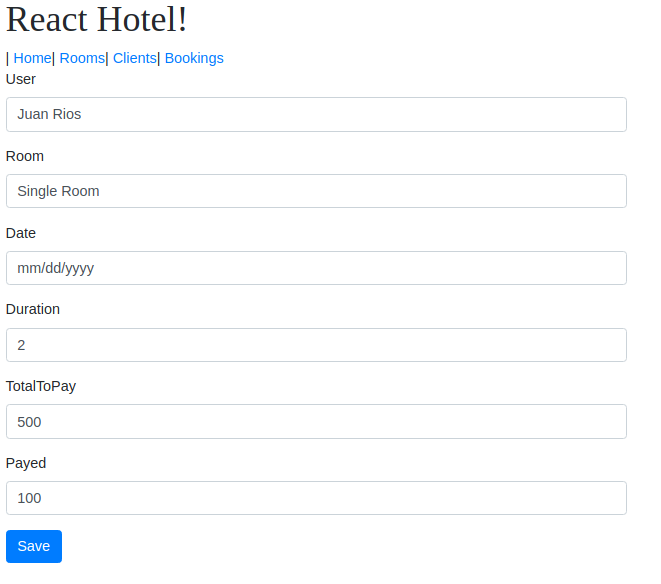 React Hotel!
| Home| Rooms| Clients| Bookings
User
Juan Rios
Room
Single Room
Date
mm/dd/yyyy
Duration
2
TotalToPay
500
Payed
100
Save